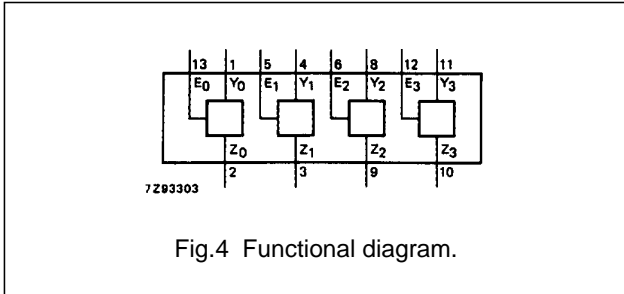 13 1 5 4 6 8 12 11
E0 Y0 E1 Y1 E2 Y2 E3 Y3
Z0 Z1 Z2 Z3
2 3 9 10
7Z93303
Fig.4 Functional diagram.